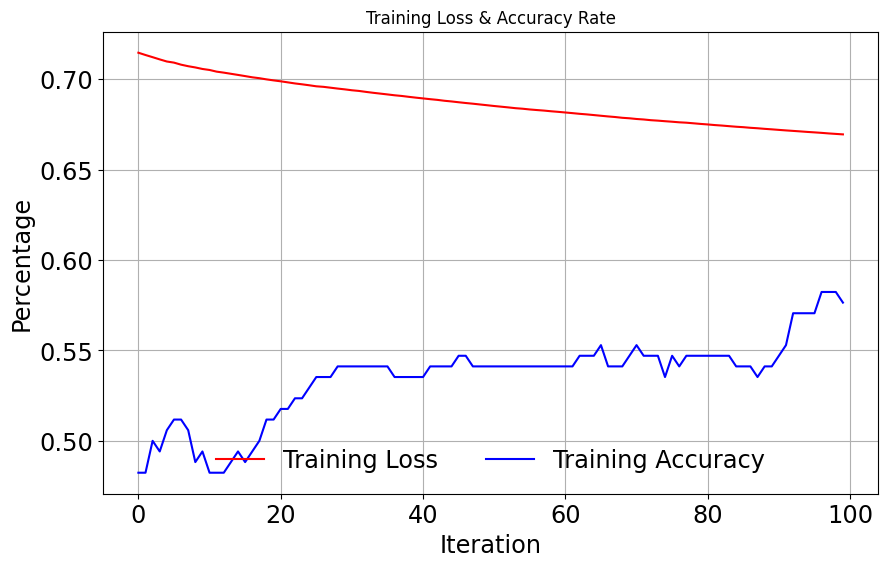 Training Loss & Accuracy Rate
0.70
0.65
0.60
0.55
0.50
Percentage
Training Loss
Training Accuracy
0 20 40 60 80 100
Iteration